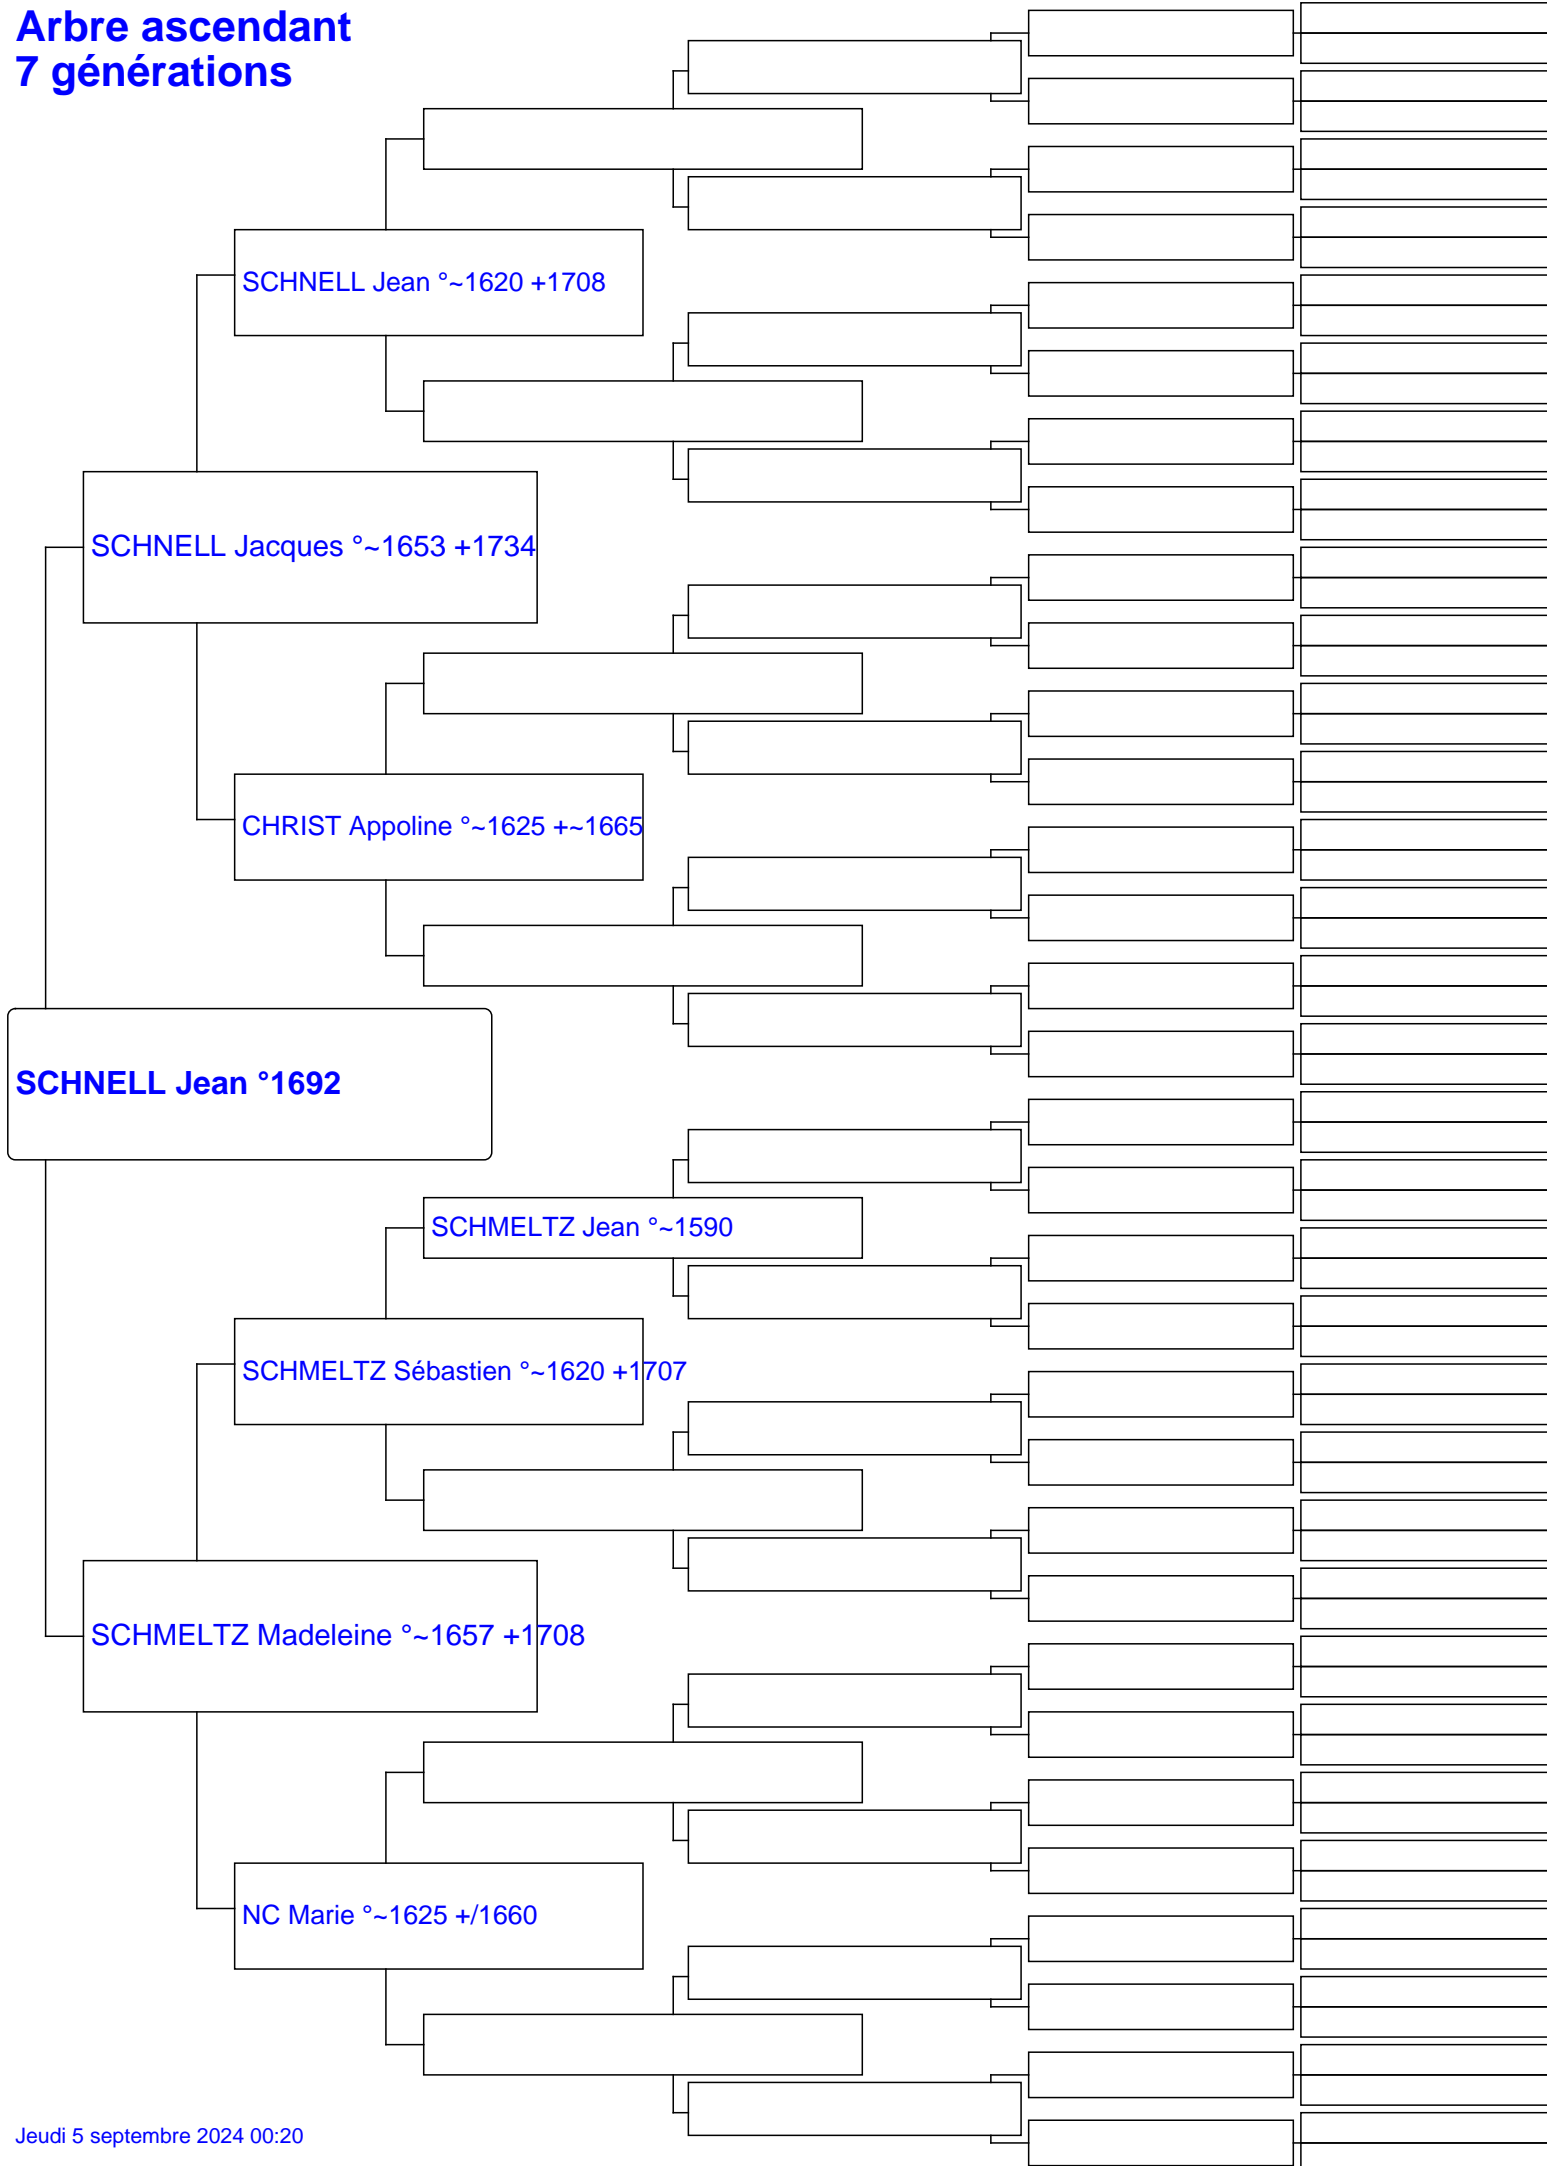 Arbre ascendant
7 générations
SCHNELL Jean °~1620 +1708
SCHNELL Jacques °~1653 +1734
CHRIST Appoline °~1625 +~1665
SCHNELL Jean °1692
SCHMELTZ Jean °~1590
SCHMELTZ Sébastien °~1620 +1707
SCHMELTZ Madeleine °~1657 +1708
NC Marie °~1625 +/1660
Jeudi 5 septembre 2024 00:20